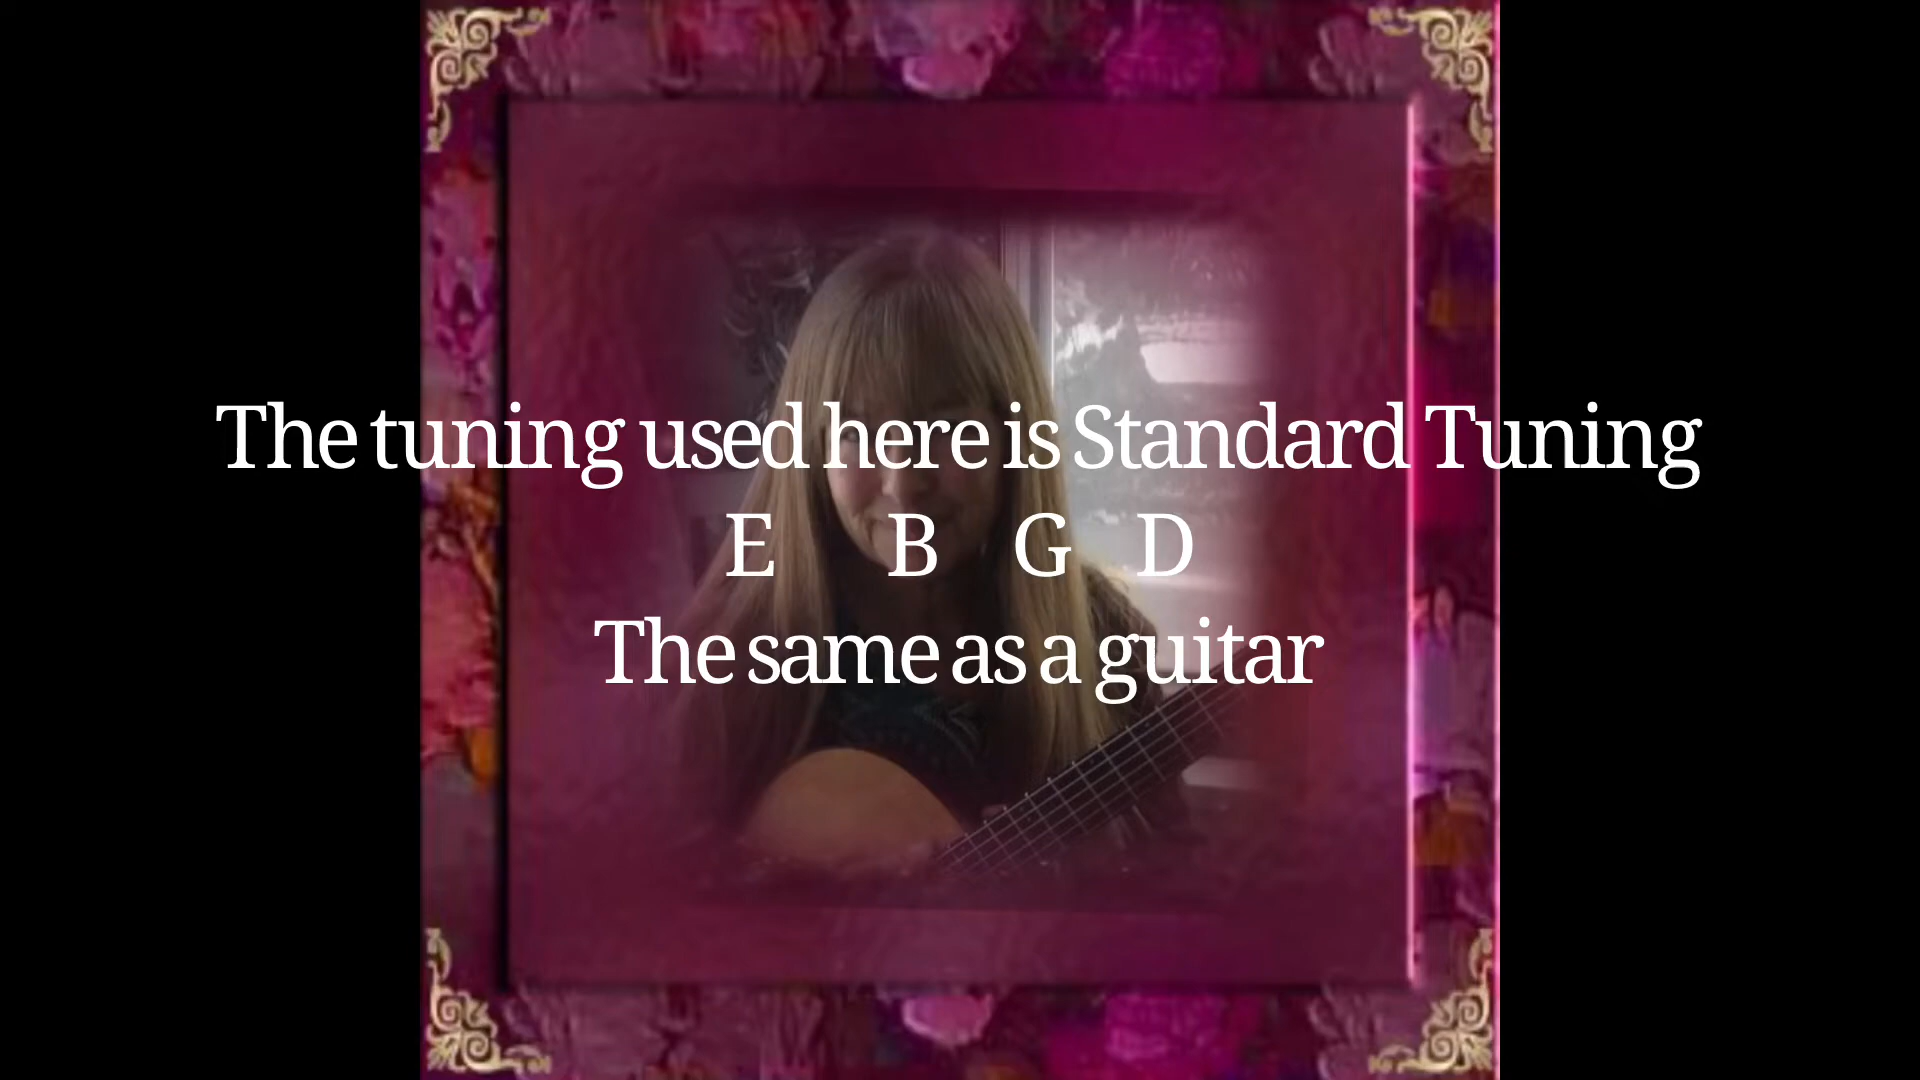 The tuning used here is Standard Tuning
E B G D
The same as a guitar